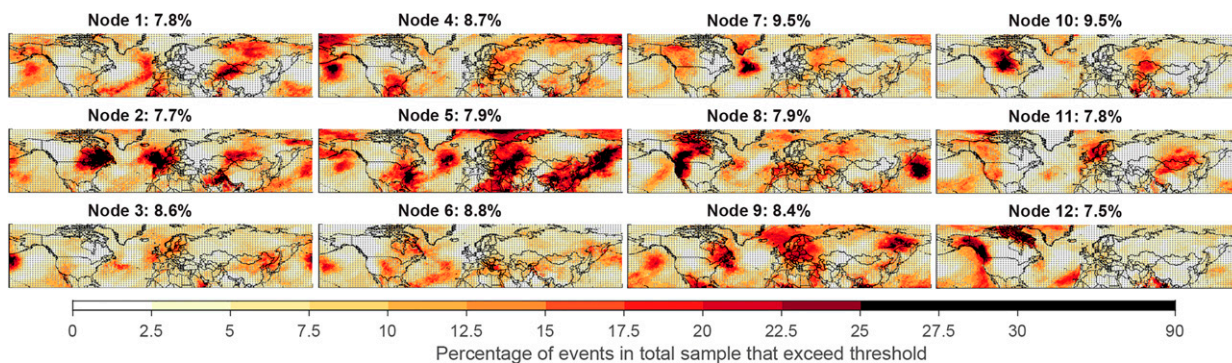 Node 1: 7.8%
Node 4: 8.7%
Node 7: 9.5%
Node 10: 9.5%
Node 2: 7.7%
Node 5: 7.9%
Node 8: 7.9%
Node 11: 7.8%
Node 3: 8.6%
Node 6: 8.8%
Node 9: 8.4%
Node 12: 7.5%
0 2.5 5 7.5 10 12.5 15 17.5 20 22.5 25 27.5 30 90
Percentage of events in total sample that exceed threshold